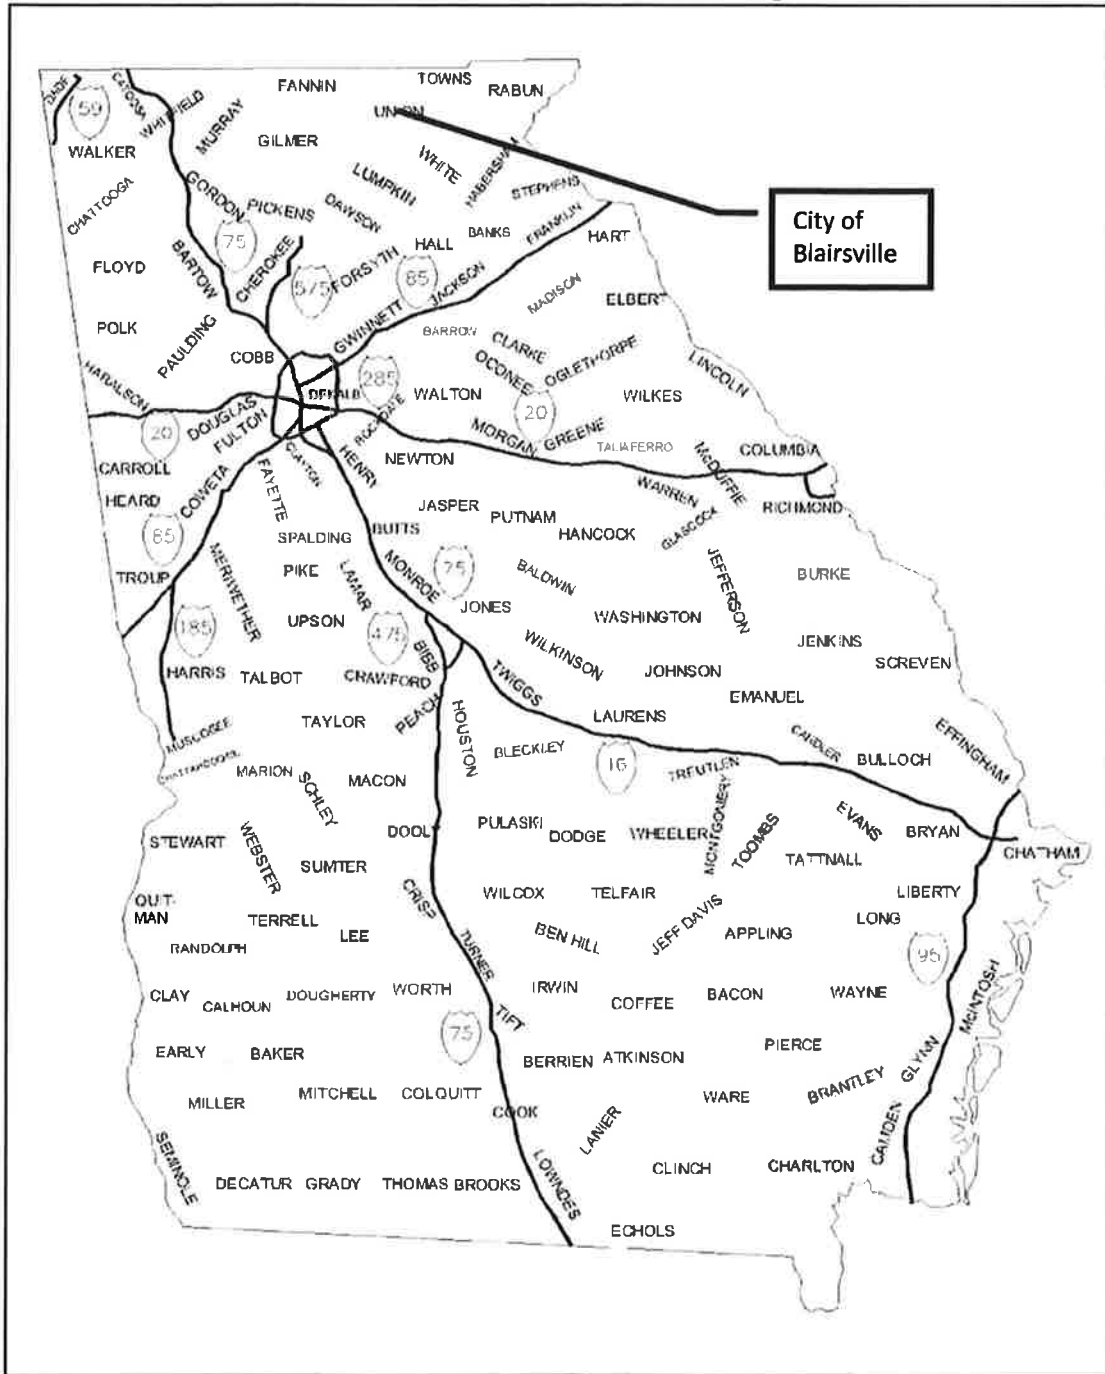 FANNIN
TOWNS
RABUN
DADE
CATOOSA
59
WHITFIELD
MURRAY
UNION
WALKER
GILMER
WHITE
HABERSHAM
LUMPKIN
STEPHENS
CHATTOOGA
GORDON
PICKENS
DAWSON
City of
Blairsville
FRANKLIN
HART
BANKS
HALL
75
FLOYD
BARTOW
CHEROKEE
575
FORSYTH
85
JACKSON
MADISON
ELBERT
POLK
PAULDING
COBB
GWINNETT
BARROW
CLARKE
OCONEE
OGLETHORPE
LINCOLN
HARALSON
DEKALB
285
WALTON
WILKES
20
DOUGLAS
FULTON
ROCKDALE
20
MORGAN
GREENE
TALIAFERRO
COLUMBIA
CARROLL
CLAYTON
HENRY
NEWTON
McDUFFIE
WARREN
HEARD
COWETA
FAYETTE
JASPER
PUTNAM
HANCOCK
GLASCOCK
RICHMOND
85
SPALDING
BUTTS
TROUP
MERIWETHER
PIKE
LAMAR
MONROE
75
BALDWIN
JEFFERSON
BURKE
185
UPSON
475
JONES
WASHINGTON
JENKINS
HARRIS
TALBOT
CRAWFORD
BIBB
WILKINSON
JOHNSON
SCREVEN
TWIGGS
EMANUEL
MUSCOGEE
TAYLOR
PEACH
HOUSTON
LAURENS
EFFINGHAM
CHATTAHOOCHEE
MARION
SCHLEY
MACON
BLECKLEY
16
TREUTLEN
CANDLER
BULLOCH
STEWART
WEBSTER
DOOLY
PULASKI
DODGE
WHEELER
MONTGOMERY
TOOMBS
EVANS
BRYAN
CHATHAM
SUMTER
TATTNALL
QUIT-
MAN
CRISP
WILCOX
TELFAIR
LIBERTY
TERRELL
LEE
RANDOLPH
TURNER
BEN HILL
JEFF DAVIS
APPLING
LONG
95
CLAY
CALHOUN
DOUGHERTY
WORTH
IRWIN
COFFEE
BACON
WAYNE
McINTOSH
75
TIFT
EARLY
BAKER
BERRIEN
ATKINSON
PIERCE
GLYNN
MILLER
MITCHELL
COLQUITT
COOK
LANIER
WARE
BRANTLEY
CAMDEN
SEMINOLE
DECATUR
GRADY
THOMAS
BROOKS
LOWNDES
CLINCH
CHARLTON
ECHOLS